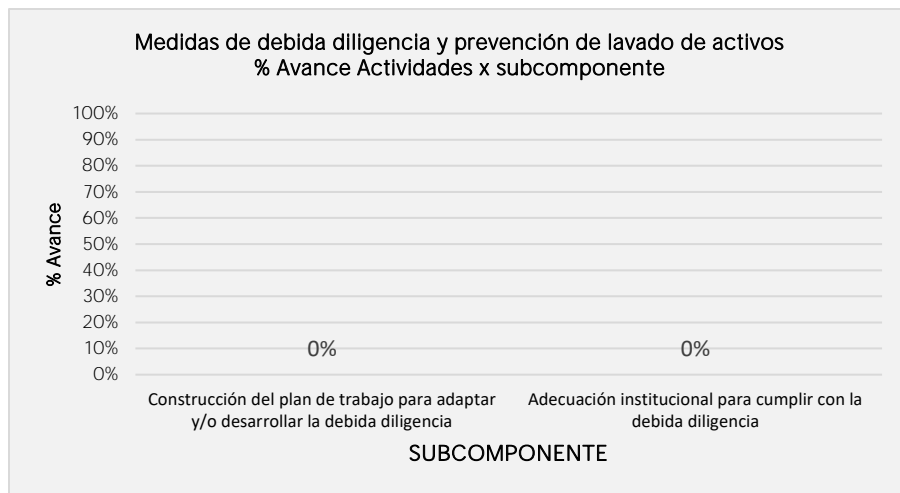 Medidas de debida diligencia y prevención de lavado de activos
% Avance Actividades x subcomponente
% Avance
100%
90%
80%
70%
60%
50%
40%
30%
20%
10%
0%
0%
0%
Construcción del plan de trabajo para adaptar
y/o desarrollar la debida diligencia
Adecuación institucional para cumplir con la
debida diligencia
SUBCOMPONENTE